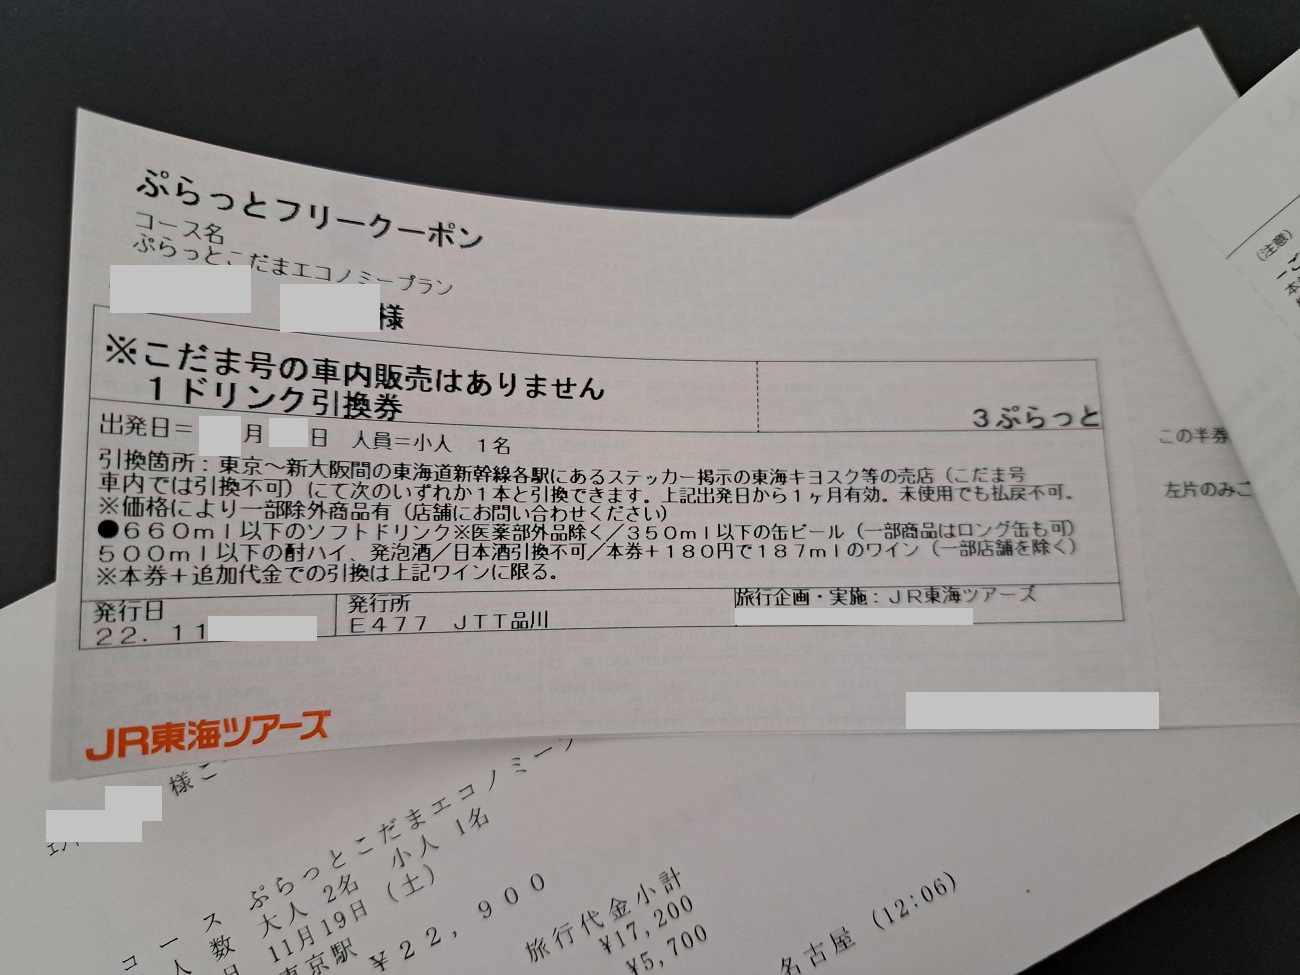 ぷらっとフリークーポン
コース名
ぷらっとこだまエコノミープラン
様
※こだま号の車内販売はありません
1ドリンク引換券
3ぷらっと
出発日= 月 日 人員=小人 1名
引換箇所:東京~新大阪間の東海道新幹線各駅にあるステッカー掲示の東海キヨスク等の売店(こだま号
車内では引換不可)にて次のいずれか1本と引換できます。上記出発日から1ヶ月有効。未使用でも払戻不可。
※価格により一部除外商品有(店舗にお問い合わせください)
●660ml以下のソフトドリンク※医薬部外品除く/350ml以下の缶ビール(一部商品はロング缶も可)
500ml以下の酎ハイ、発泡酒/日本酒引換不可/本券+180円で187mlのワイン(一部店舗を除く)
※本券+追加代金での引換は上記ワインに限る。
発行日
22.11
発行所
E477 JTT品川
旅行企画・実施:JR東海ツアーズ
JR東海ツアーズ
この半券
左片のみご
(注意)
様ご
コース ぷらっとこだまエコノミー
人数 大人 2名 小人 1名
日 11月19日(土)
東京駅
¥22,900
旅行代金小計
¥17,200
¥5,700
名古屋(12:06)